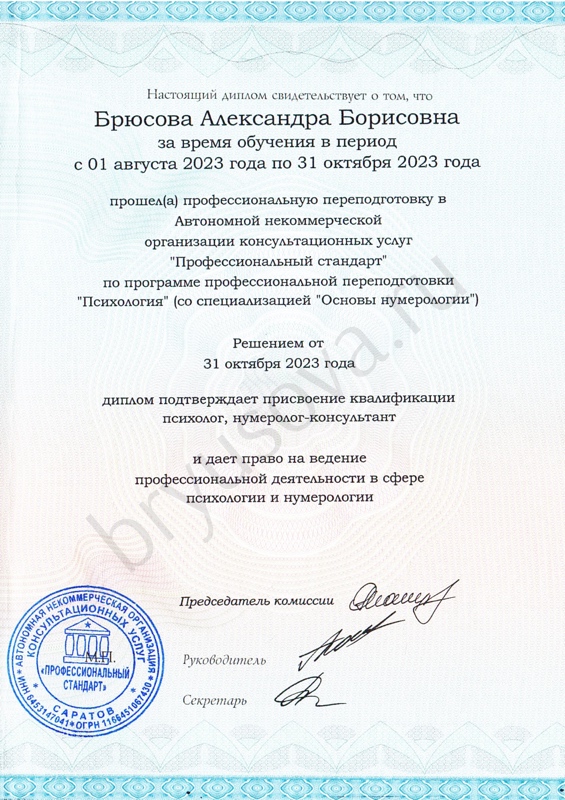 Настоящий диплом свидетельствует о том, что
Брюсова Александра Борисовна
за время обучения в период
с 01 августа 2023 года по 31 октября 2023 года
прошел(а) профессиональную переподготовку в
Автономной некоммерческой
организации консультационных услуг
"Профессиональный стандарт"
по программе профессиональной переподготовки
"Психология" (со специализацией "Основы нумерологии")
Решением от
31 октября 2023 года
диплом подтверждает присвоение квалификации
психолог, нумеролог-консультант
и дает право на ведение
профессиональной деятельности в сфере
психологии и нумерологии
bryusova.ru
Председатель комиссии
Руководитель
Секретарь
М.П.
АВТОНОМНАЯ НЕКОММЕРЧЕСКАЯ ОРГАНИЗАЦИЯ
КОНСУЛЬТАЦИОННЫХ УСЛУГ
«ПРОФЕССИОНАЛЬНЫЙ
СТАНДАРТ»
САРАТОВ
ИНН 6453147041 * ОГРН 1166451067430